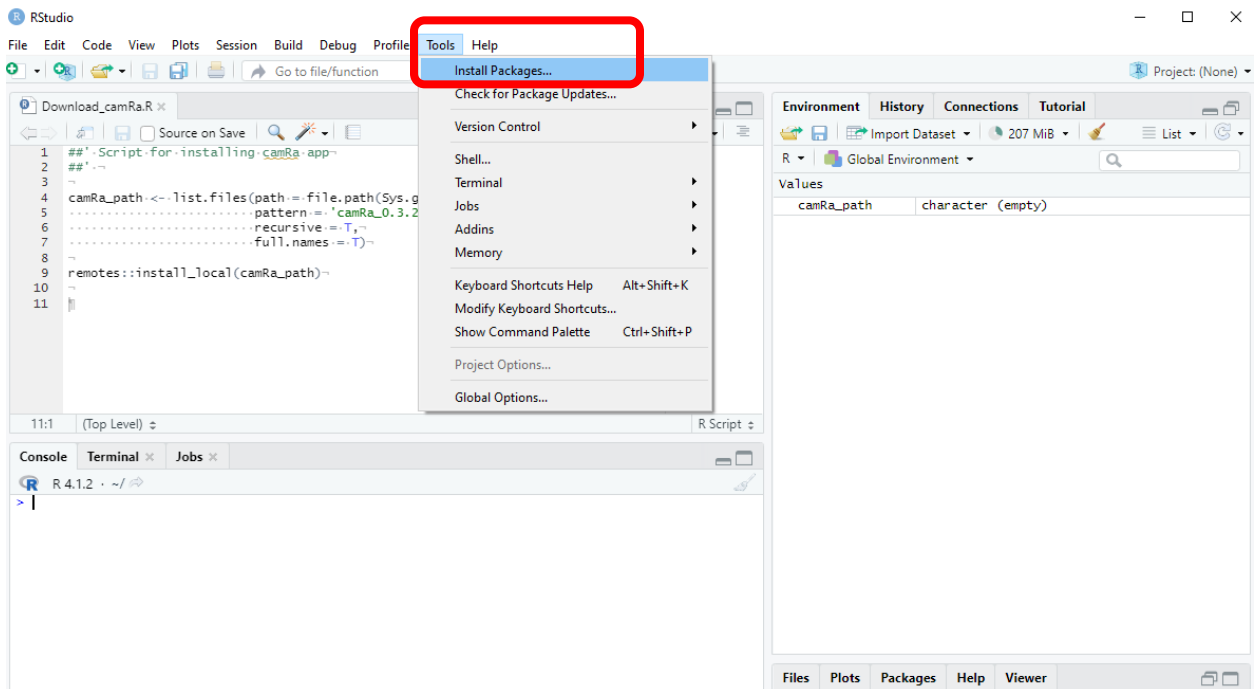 RStudio
File Edit Code View Plots Session Build Debug Profile Tools Help
Go to file/function
Project: (None)
Install Packages...
Check for Package Updates...
Version Control
Shell...
Terminal
Jobs
Addins
Memory
Keyboard Shortcuts Help Alt+Shift+K
Modify Keyboard Shortcuts...
Show Command Palette Ctrl+Shift+P
Project Options...
Global Options...
Download_camRa.R
Source on Save
1 ##'·Script·for·installing·camRa·app¬
2 ##'·¬
3 ¬
4 camRa_path·<-·list.files(path·=·file.path(Sys.g
5 ························pattern·=·'camRa_0.3.2
6 ························recursive·=·T,¬
7 ························full.names·=·T)¬
8 ¬
9 remotes::install_local(camRa_path)¬
10 ¬
11 ¶
11:1 (Top Level) R Script
Console Terminal Jobs
R 4.1.2 · ~/
>
Environment History Connections Tutorial
Import Dataset 207 MiB List
R Global Environment
Values
camRa_path character (empty)
Files Plots Packages Help Viewer